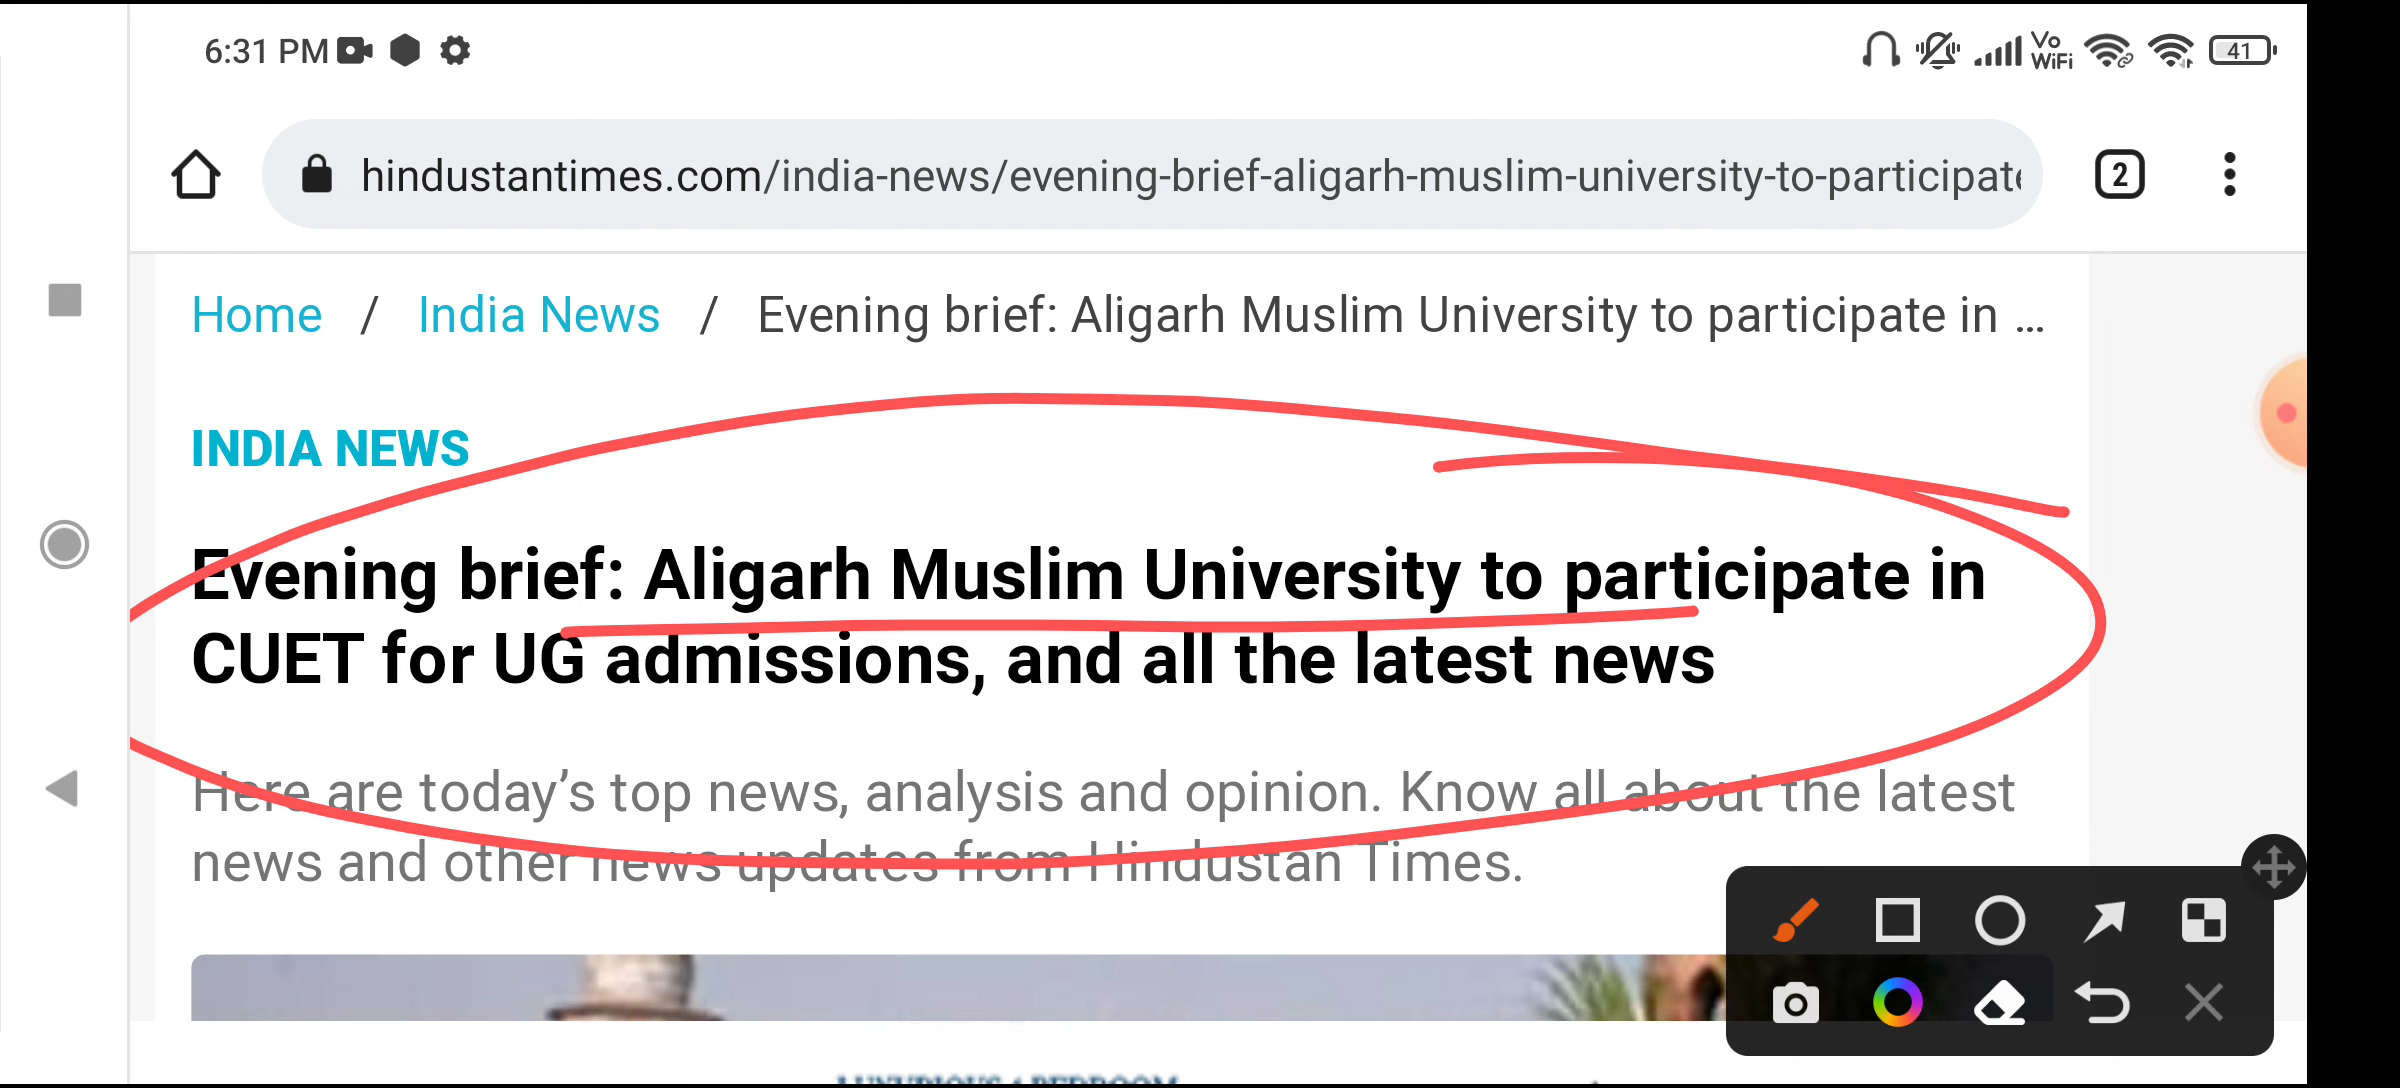 6:31 PM
Vo
WiFi
41
hindustantimes.com/india-news/evening-brief-aligarh-muslim-university-to-participate
2
Home / India News / Evening brief: Aligarh Muslim University to participate in ...
INDIA NEWS
Evening brief: Aligarh Muslim University to participate in
CUET for UG admissions, and all the latest news
Here are today’s top news, analysis and opinion. Know all about the latest
news and other news updates from Hindustan Times.